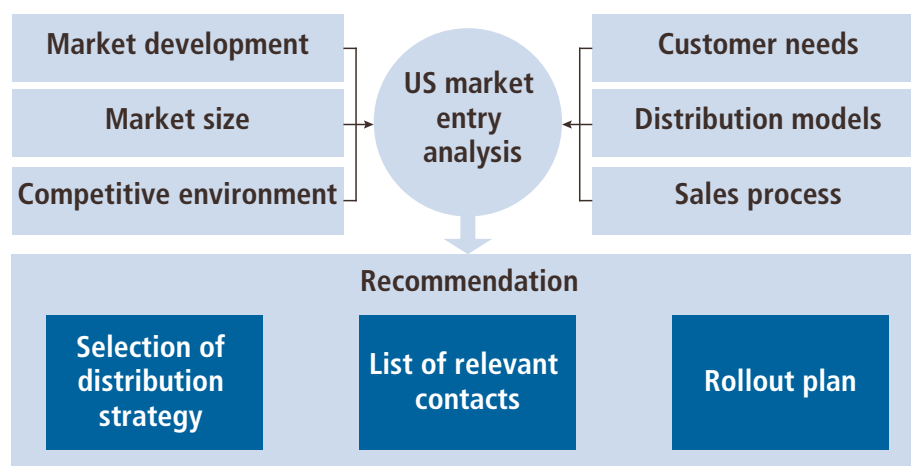 Market development
Market size
Competitive environment
US market
entry
analysis
Customer needs
Distribution models
Sales process
Recommendation
Selection of
distribution
strategy
List of relevant
contacts
Rollout plan